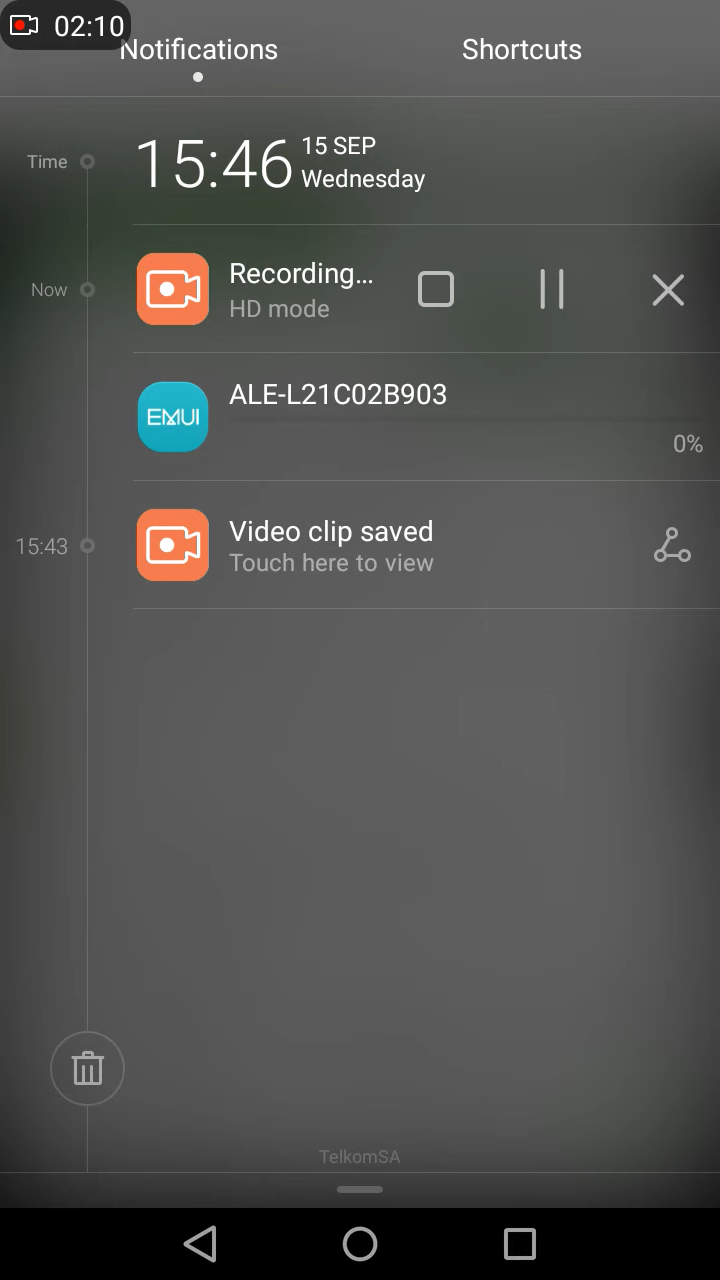 02:10
Notifications
Shortcuts
Time
15:46
15 SEP
Wednesday
Now
Recording...
HD mode
EMUI
ALE-L21C02B903
0%
15:43
Video clip saved
Touch here to view
TelkomSA